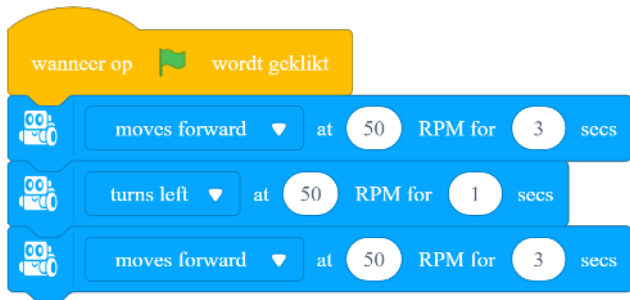 wanneer op wordt geklikt
moves forward at 50 RPM for 3 secs
turns left at 50 RPM for 1 secs
moves forward at 50 RPM for 3 secs